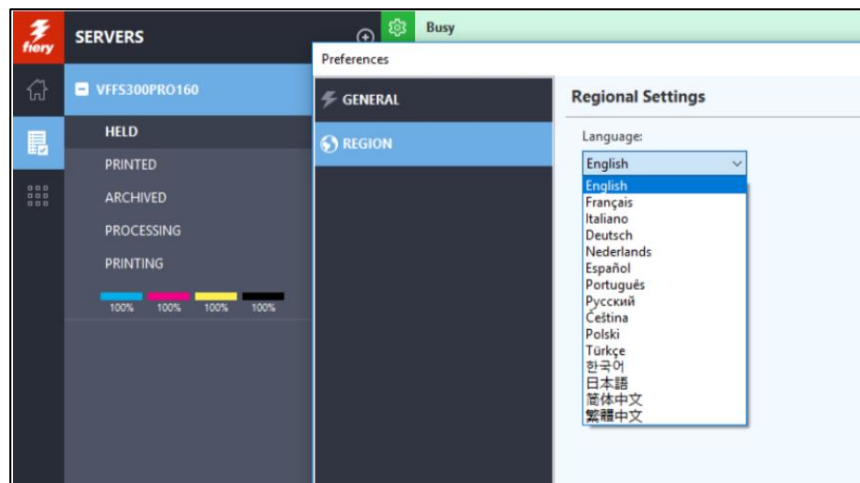 fiery
SERVERS
Busy
Preferences
VFFS300PRO160
GENERAL
Regional Settings
HELD
REGION
Language:
PRINTED
English
ARCHIVED
PROCESSING
PRINTING
100% 100% 100% 100%
English
Français
Italiano
Deutsch
Nederlands
Español
Português
Русский
Čeština
Polski
Türkçe
한국어
日本語
简体中文
繁體中文